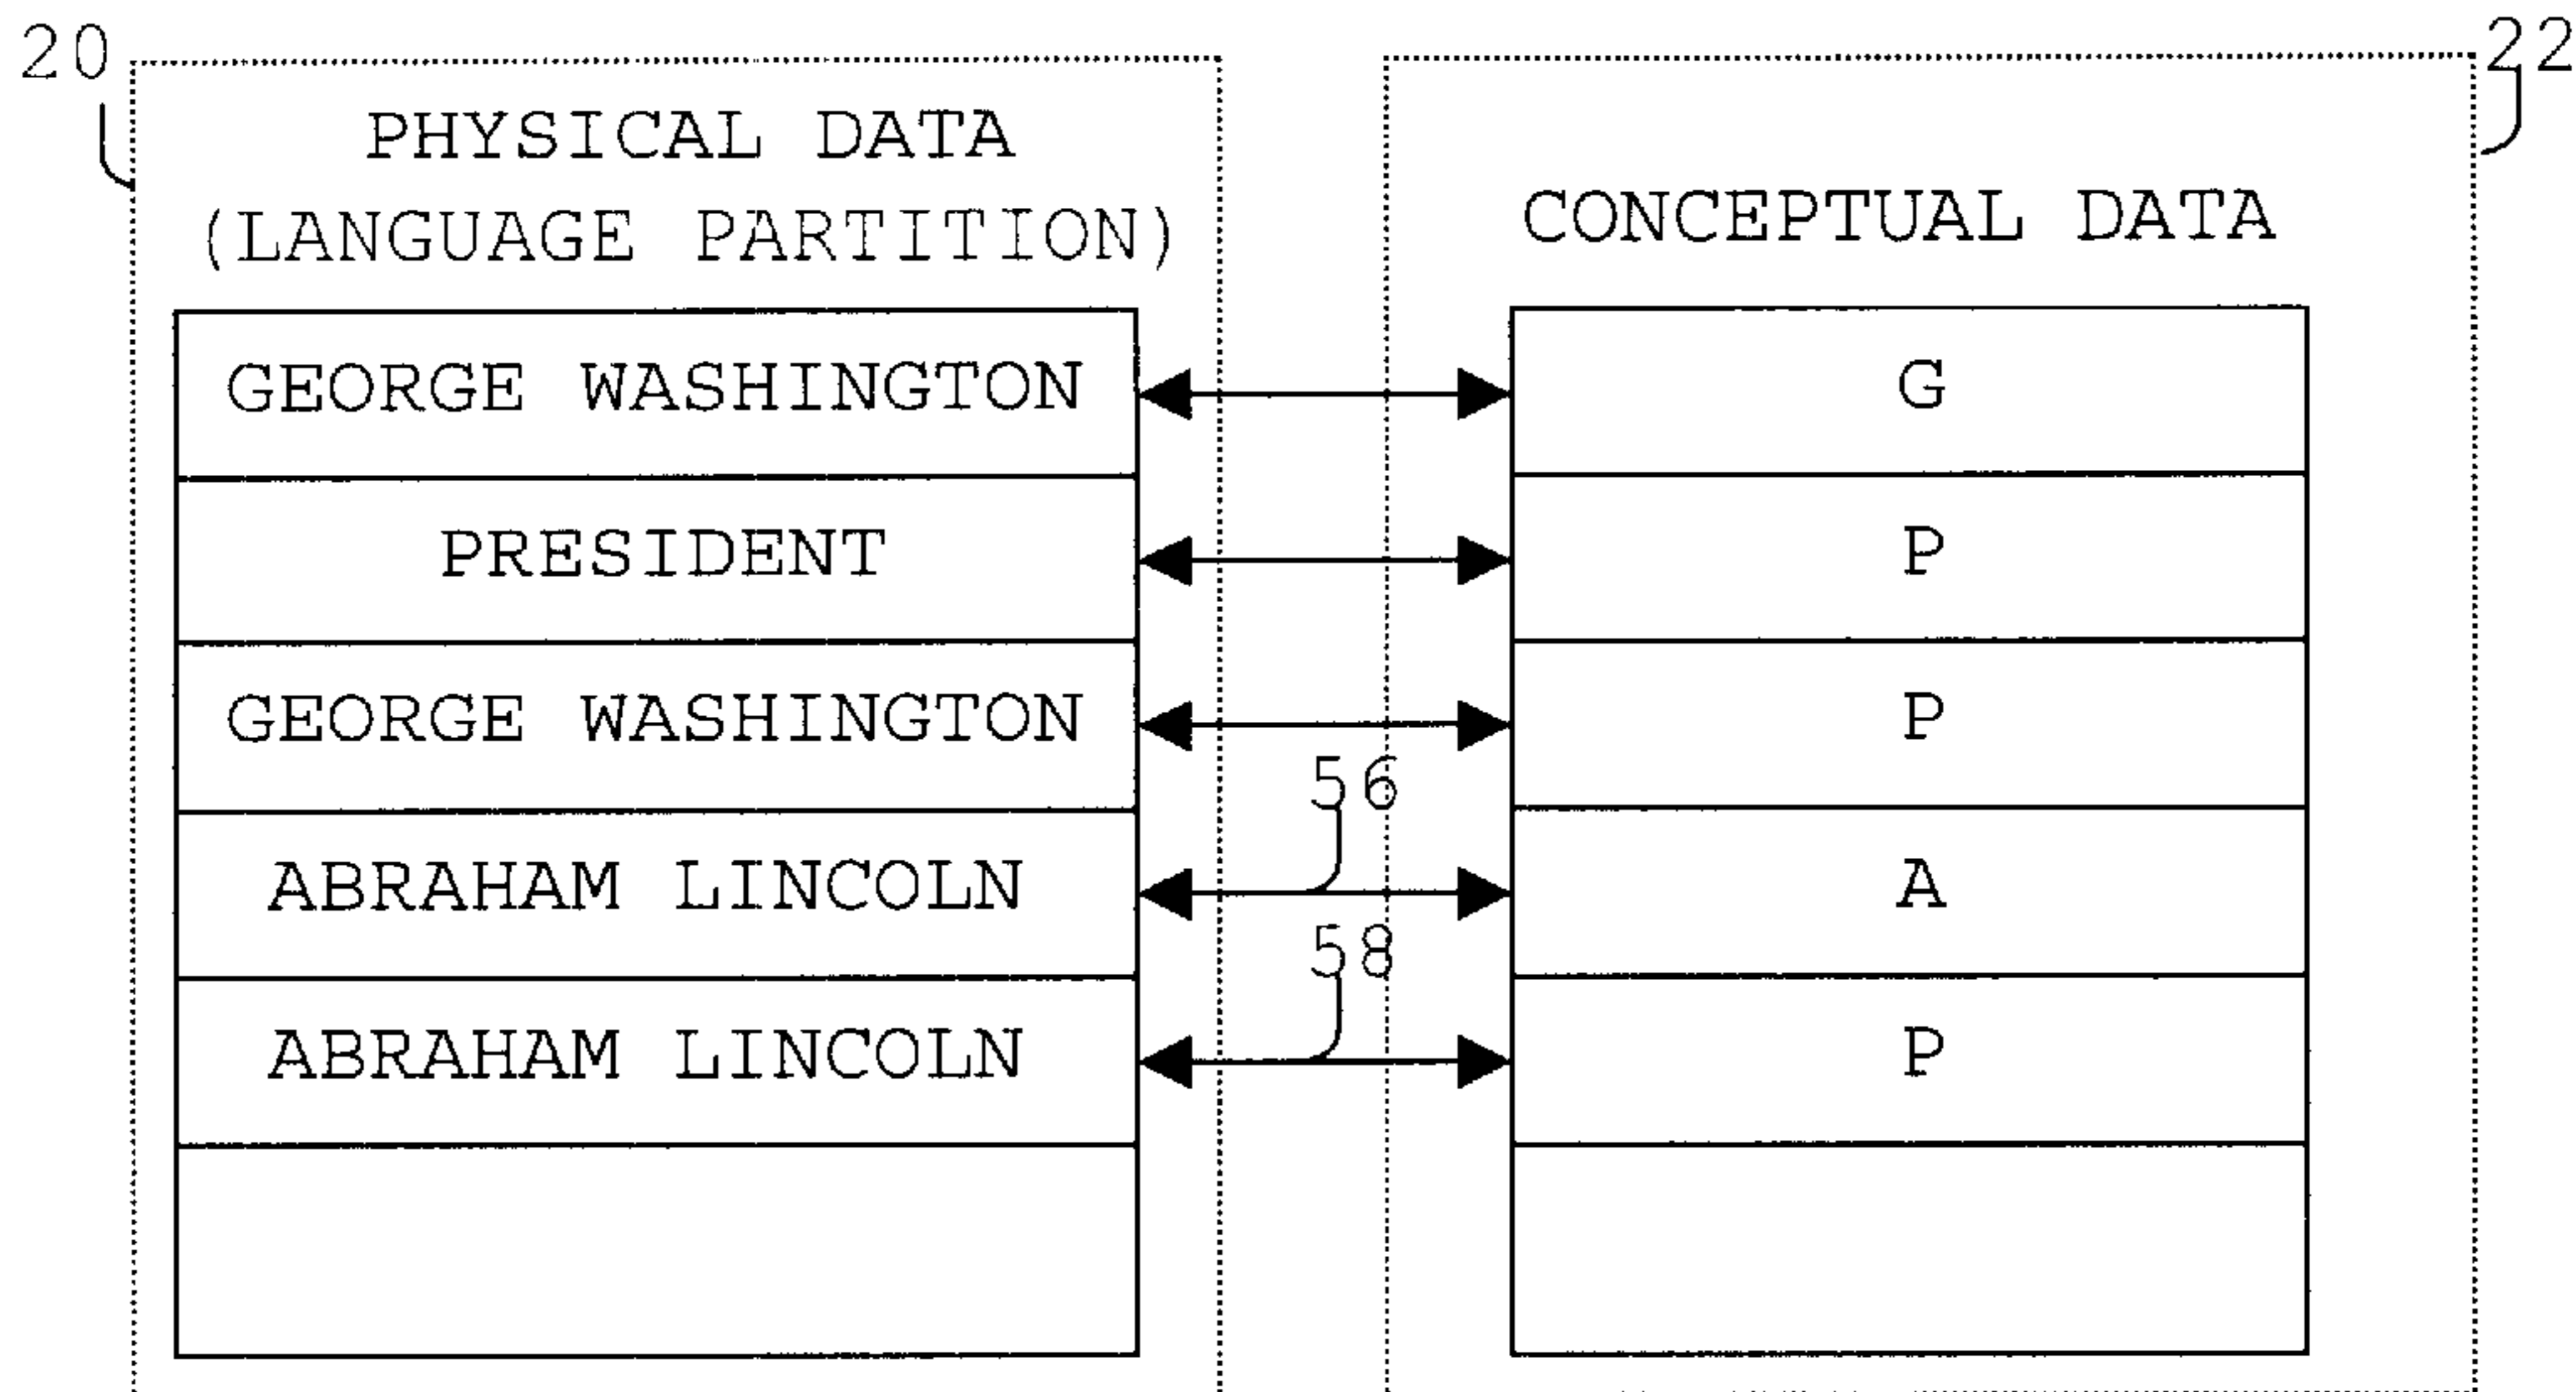 20
22
PHYSICAL DATA
(LANGUAGE PARTITION)
CONCEPTUAL DATA
GEORGE WASHINGTON
G
PRESIDENT
P
GEORGE WASHINGTON
P
56
ABRAHAM LINCOLN
A
58
ABRAHAM LINCOLN
P